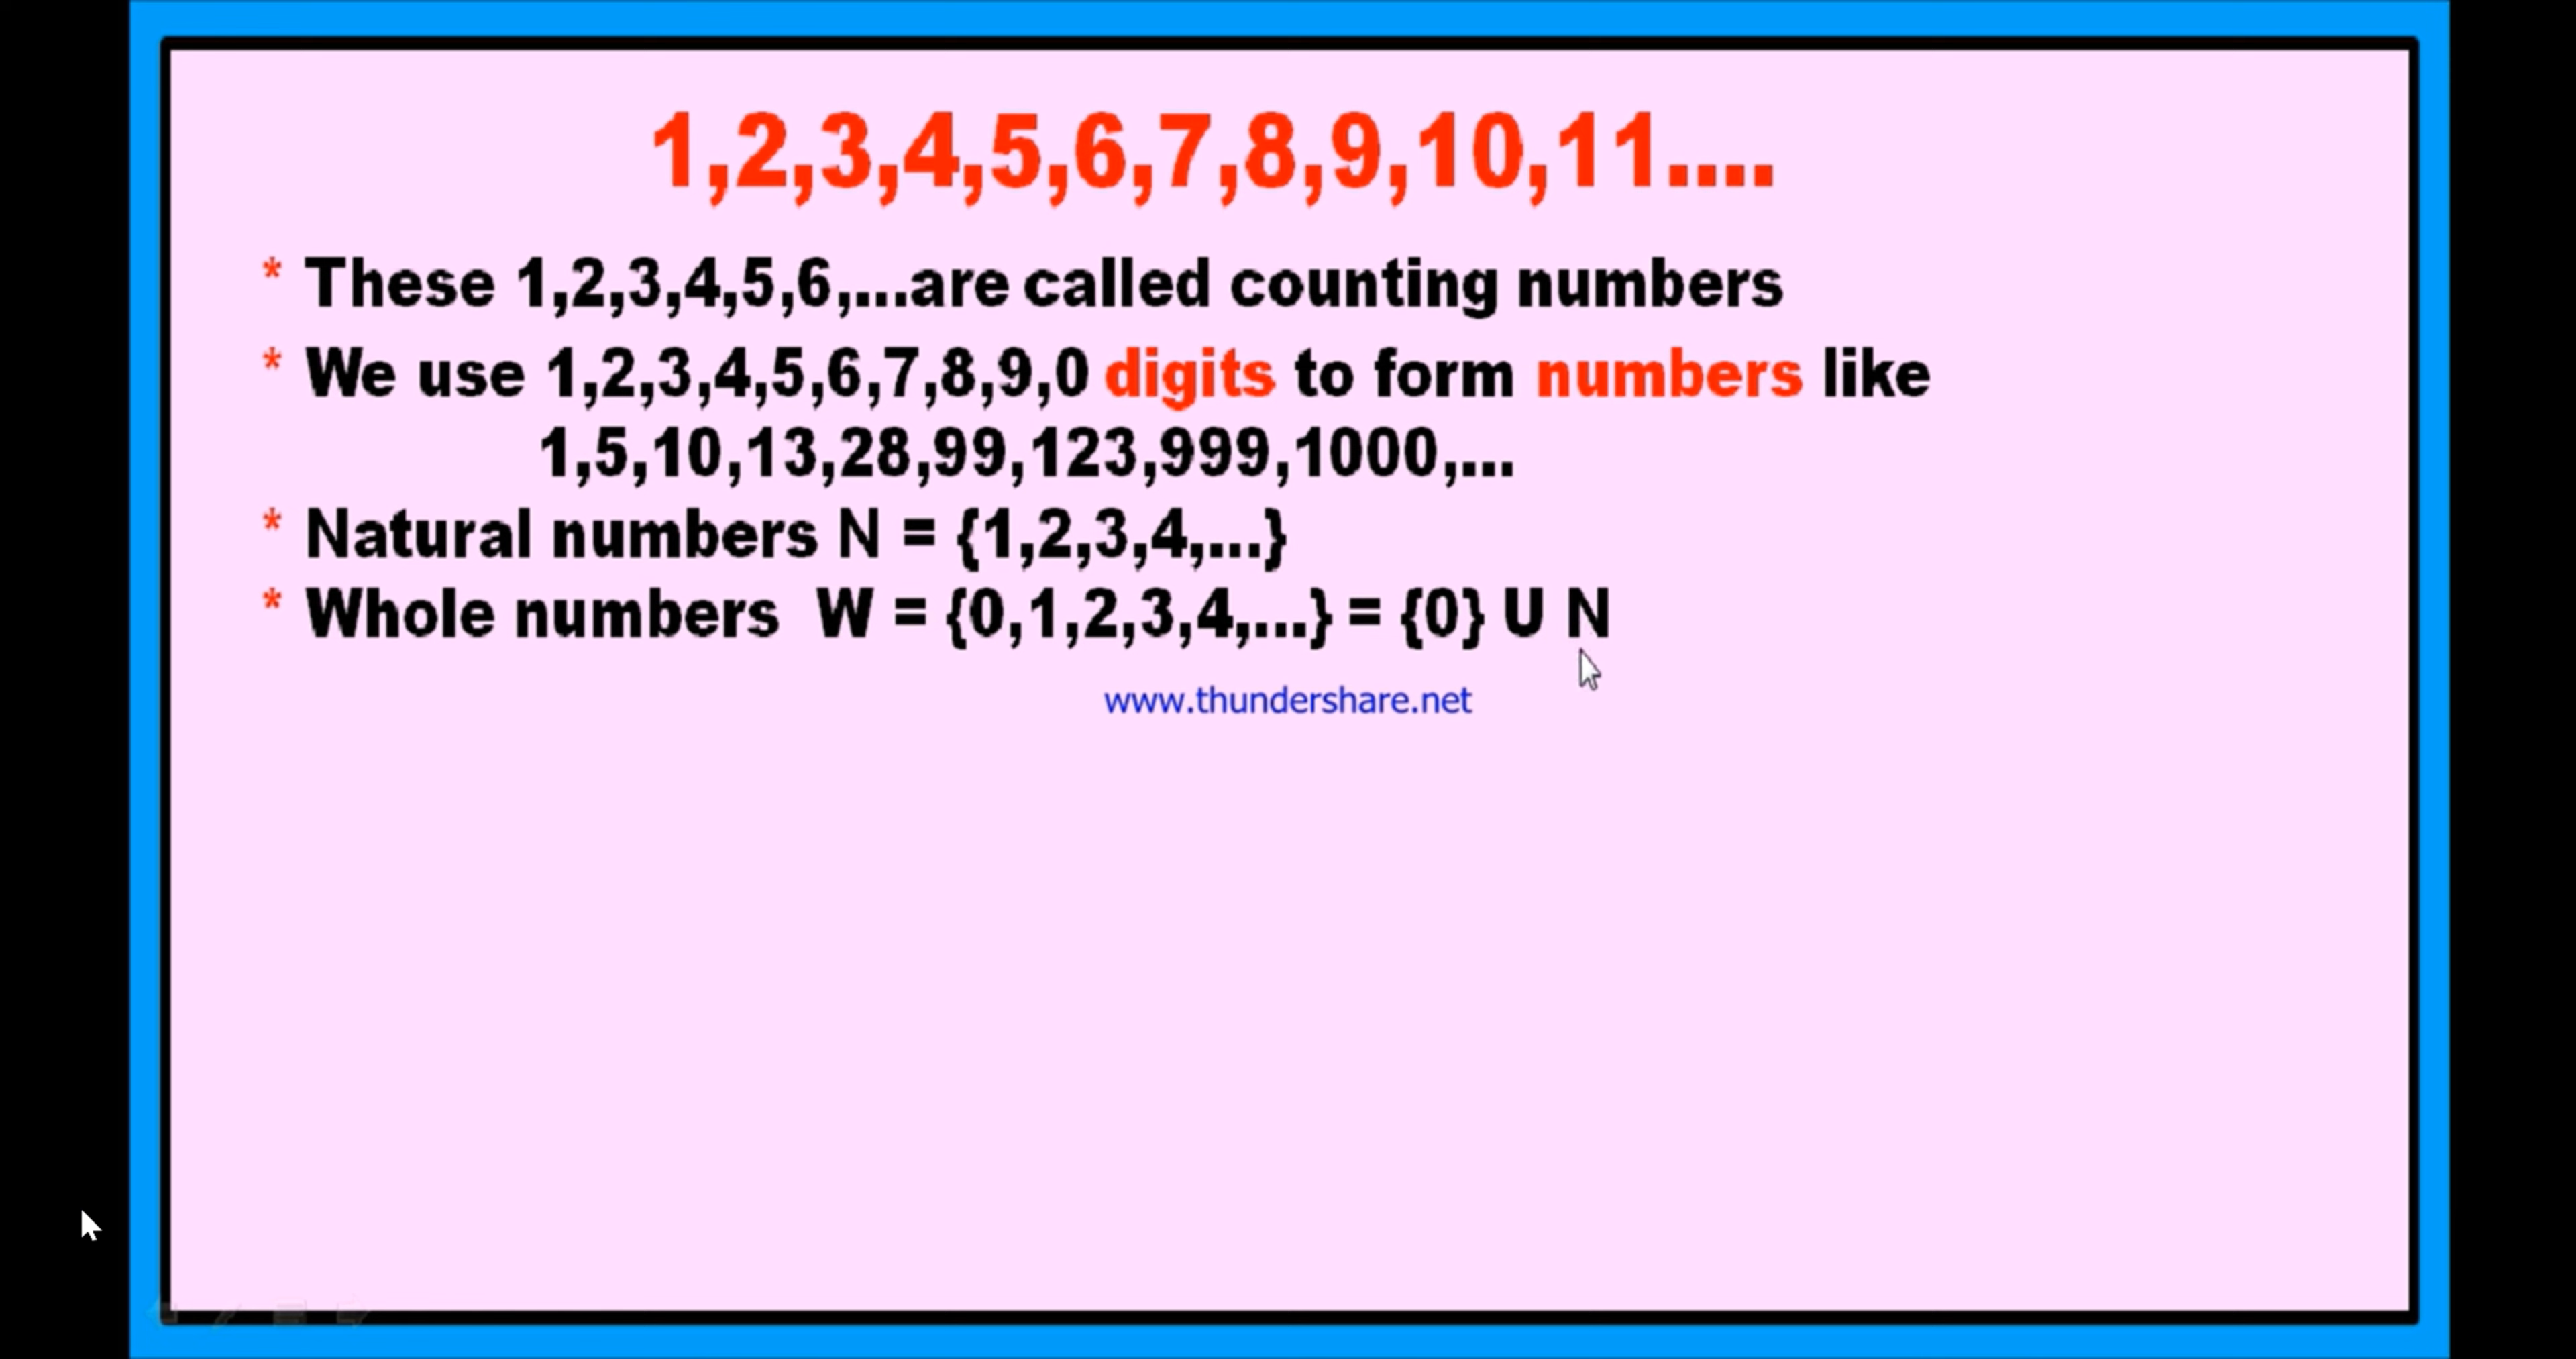 1,2,3,4,5,6,7,8,9,10,11....
* These 1,2,3,4,5,6,...are called counting numbers
* We use 1,2,3,4,5,6,7,8,9,0 digits to form numbers like
1,5,10,13,28,99,123,999,1000,...
* Natural numbers N = {1,2,3,4,...}
* Whole numbers W = {0,1,2,3,4,...} = {0} U N
www.thundershare.net